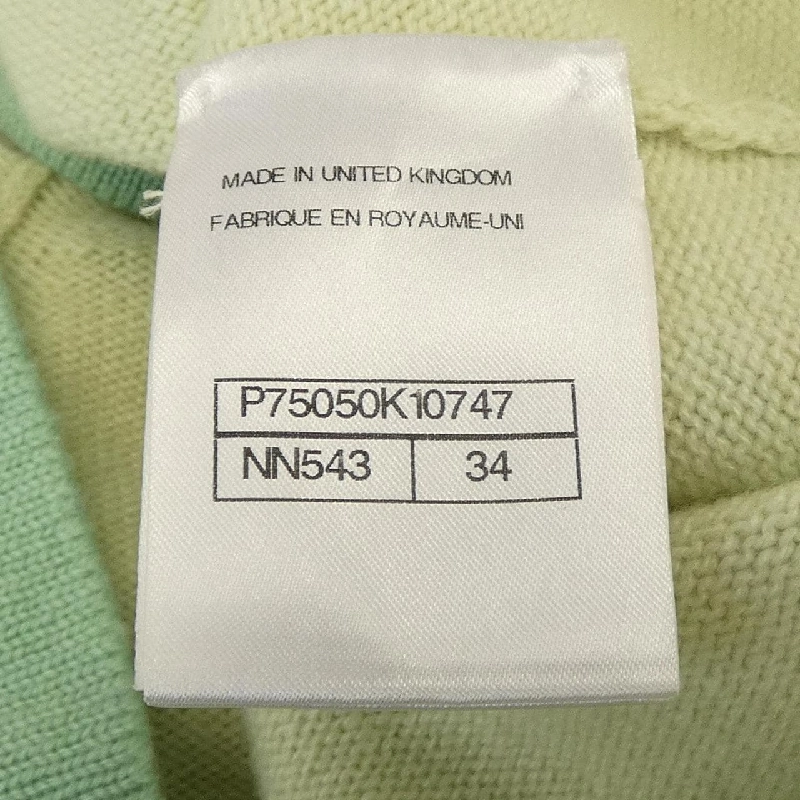 MADE IN UNITED KINGDOM
FABRIQUE EN ROYAUME-UNI
P75050K10747
NN543 34